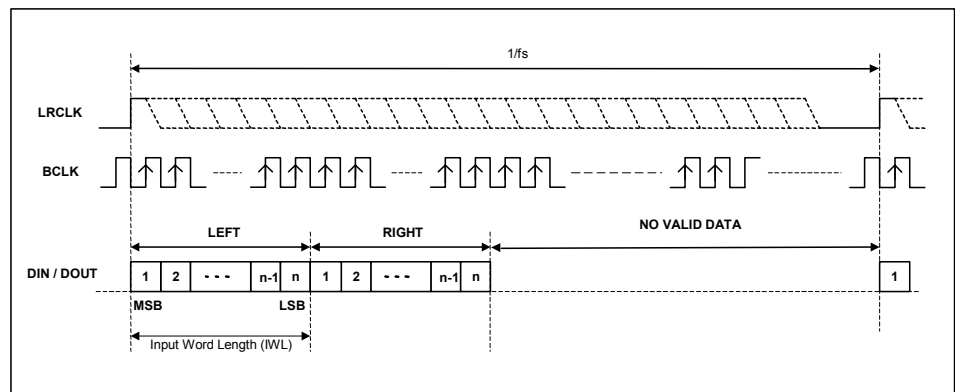 1/fs
LRCLK
BCLK
LEFT RIGHT NO VALID DATA
DIN / DOUT 1 2 - - - n-1 n 1 2 - - - n-1 n 1
MSB LSB
Input Word Length (IWL)